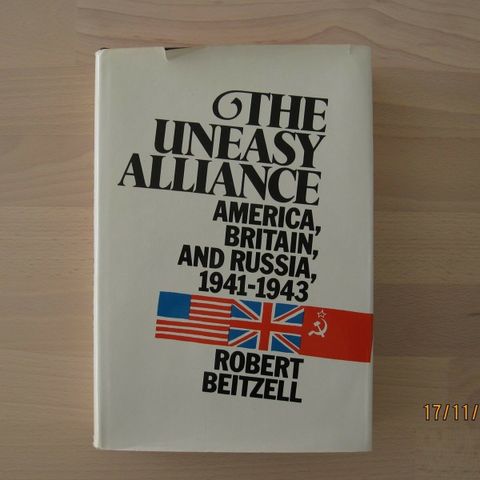 THE
UNEASY
ALLIANCE
AMERICA,
BRITAIN,
AND RUSSIA,
1941-1943
ROBERT
BEITZELL
17/11/